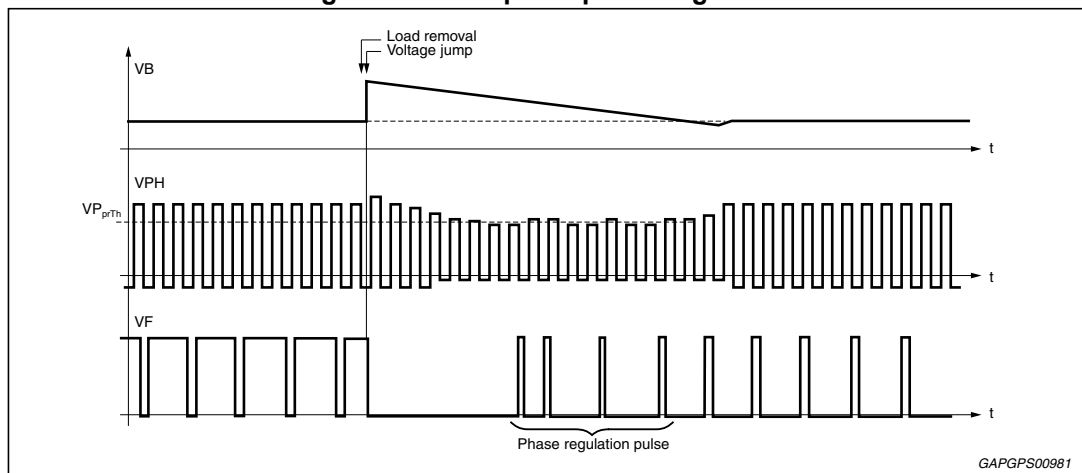 Load removal
Voltage jump
VB
t
VPH
VPprTh
t
VF
t
Phase regulation pulse
GAPGPS00981